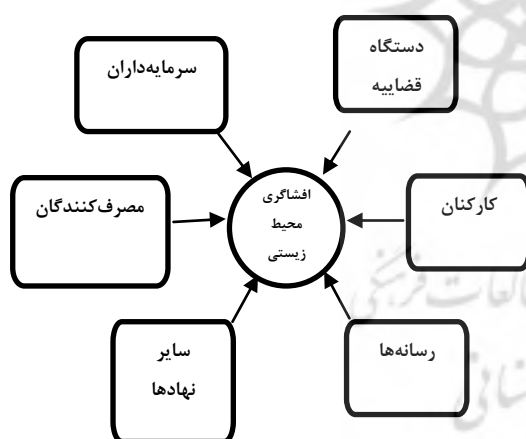 دستگاه
قضاییه
سرمایه‌داران
افشاگری
محیط
زیستی
کارکنان
مصرف‌کنندگان
رسانه‌ها
سایر
نهادها